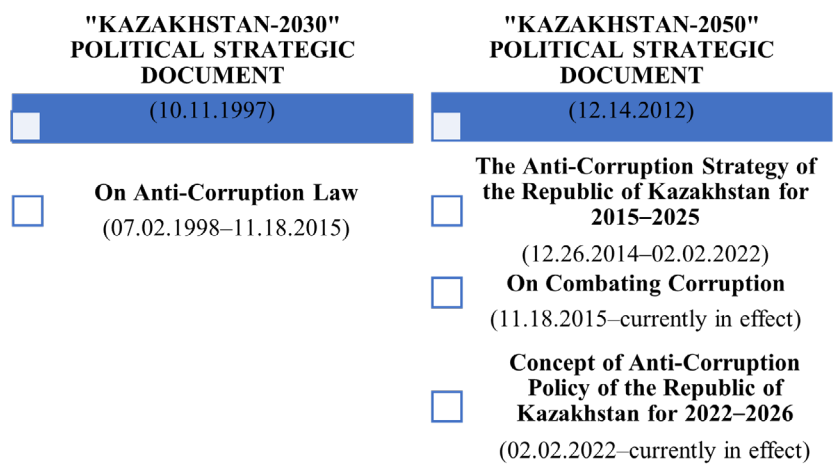 "KAZAKHSTAN-2030"
POLITICAL STRATEGIC
DOCUMENT
(10.11.1997)
On Anti-Corruption Law
(07.02.1998–11.18.2015)
"KAZAKHSTAN-2050"
POLITICAL STRATEGIC
DOCUMENT
(12.14.2012)
The Anti-Corruption Strategy of
the Republic of Kazakhstan for
2015–2025
(12.26.2014–02.02.2022)
On Combating Corruption
(11.18.2015–currently in effect)
Concept of Anti-Corruption
Policy of the Republic of
Kazakhstan for 2022–2026
(02.02.2022–currently in effect)